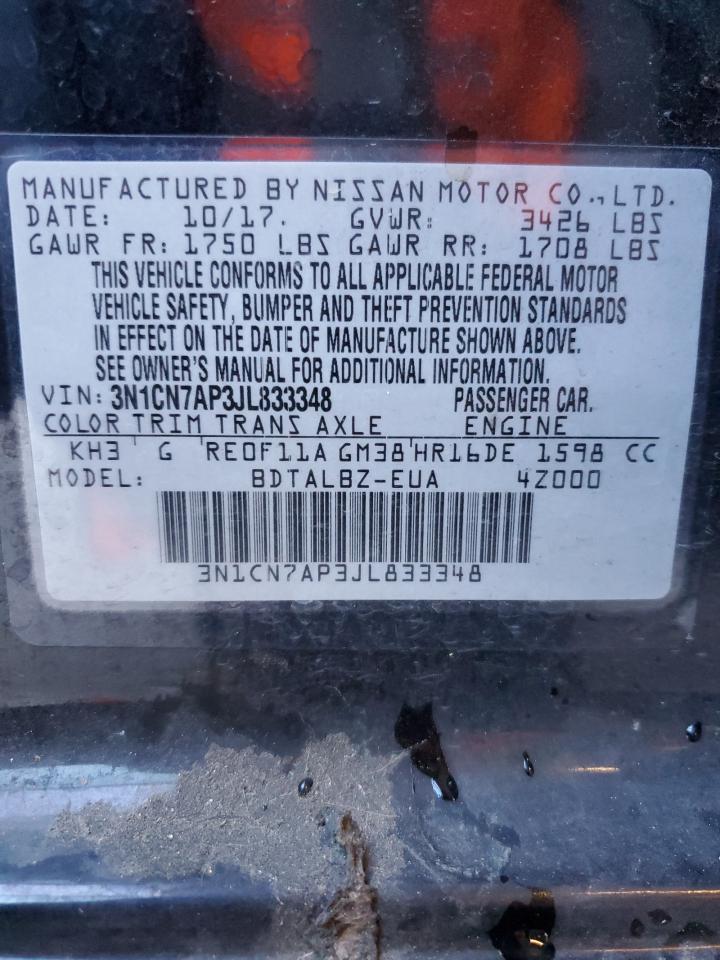 MANUFACTURED BY NISSAN MOTOR CO., LTD.
DATE: 10/17. GVWR: 3426 LBS
GAWR FR: 1750 LBS GAWR RR: 1708 LBS
THIS VEHICLE CONFORMS TO ALL APPLICABLE FEDERAL MOTOR
VEHICLE SAFETY, BUMPER AND THEFT PREVENTION STANDARDS
IN EFFECT ON THE DATE OF MANUFACTURE SHOWN ABOVE.
SEE OWNER'S MANUAL FOR ADDITIONAL INFORMATION.
VIN: 3N1CN7AP3JL833348 PASSENGER CAR.
COLOR TRIM TRANS AXLE ENGINE
KH3 G RE0F11A GM38 HR16DE 1598 CC
MODEL: BDTALBZ-EUA 4Z000
3N1CN7AP3JL833348